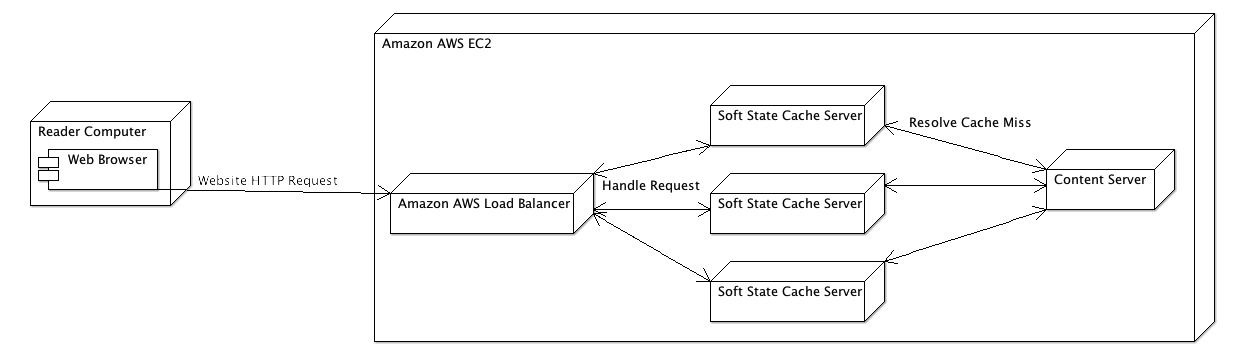 Amazon AWS EC2
Reader Computer
Web Browser
Website HTTP Request
Amazon AWS Load Balancer
Handle Request
Soft State Cache Server
Soft State Cache Server
Soft State Cache Server
Resolve Cache Miss
Content Server